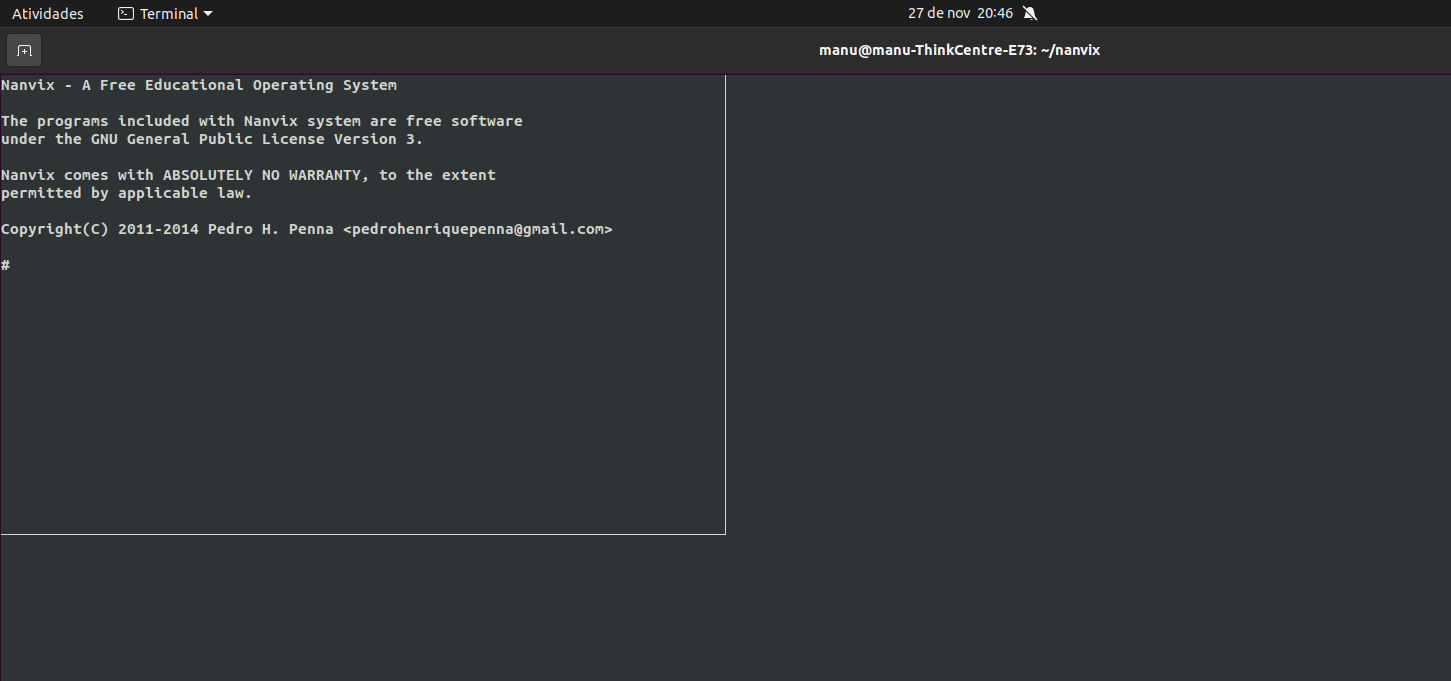 Atividades Terminal 27 de nov 20:46
manu@manu-ThinkCentre-E73: ~/nanvix
Nanvix - A Free Educational Operating System
The programs included with Nanvix system are free software
under the GNU General Public License Version 3.
Nanvix comes with ABSOLUTELY NO WARRANTY, to the extent
permitted by applicable law.
Copyright(C) 2011-2014 Pedro H. Penna <pedrohenriquepenna@gmail.com>
#